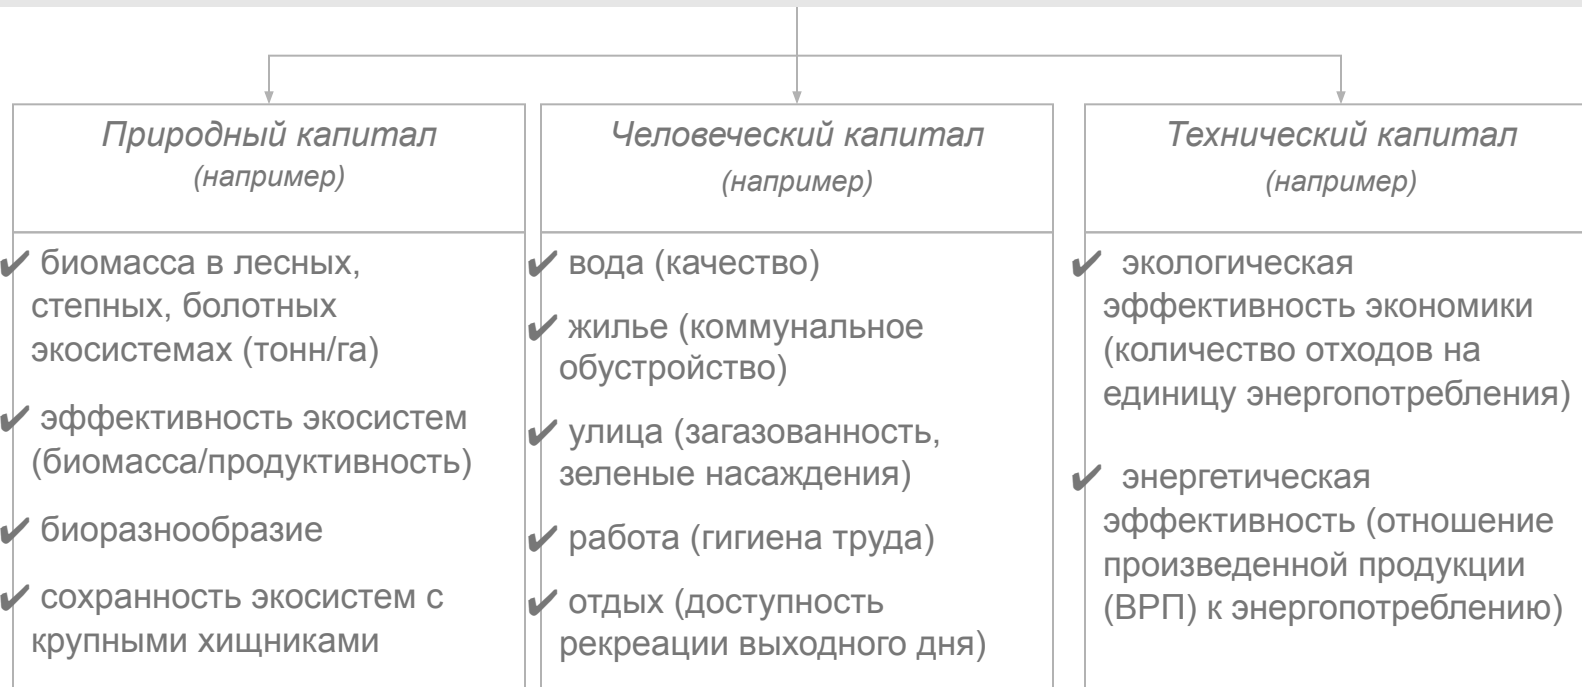 Природный капитал
(например)
✔ биомасса в лесных,
степных, болотных
экосистемах (тонн/га)
✔ эффективность экосистем
(биомасса/продуктивность)
✔ биоразнообразие
✔ сохранность экосистем с
крупными хищниками
Человеческий капитал
(например)
✔ вода (качество)
✔ жилье (коммунальное
обустройство)
✔ улица (загазованность,
зеленые насаждения)
✔ работа (гигиена труда)
✔ отдых (доступность
рекреации выходного дня)
Технический капитал
(например)
✔ экологическая
эффективность экономики
(количество отходов на
единицу энергопотребления)
✔ энергетическая
эффективность (отношение
произведенной продукции
(ВРП) к энергопотреблению)